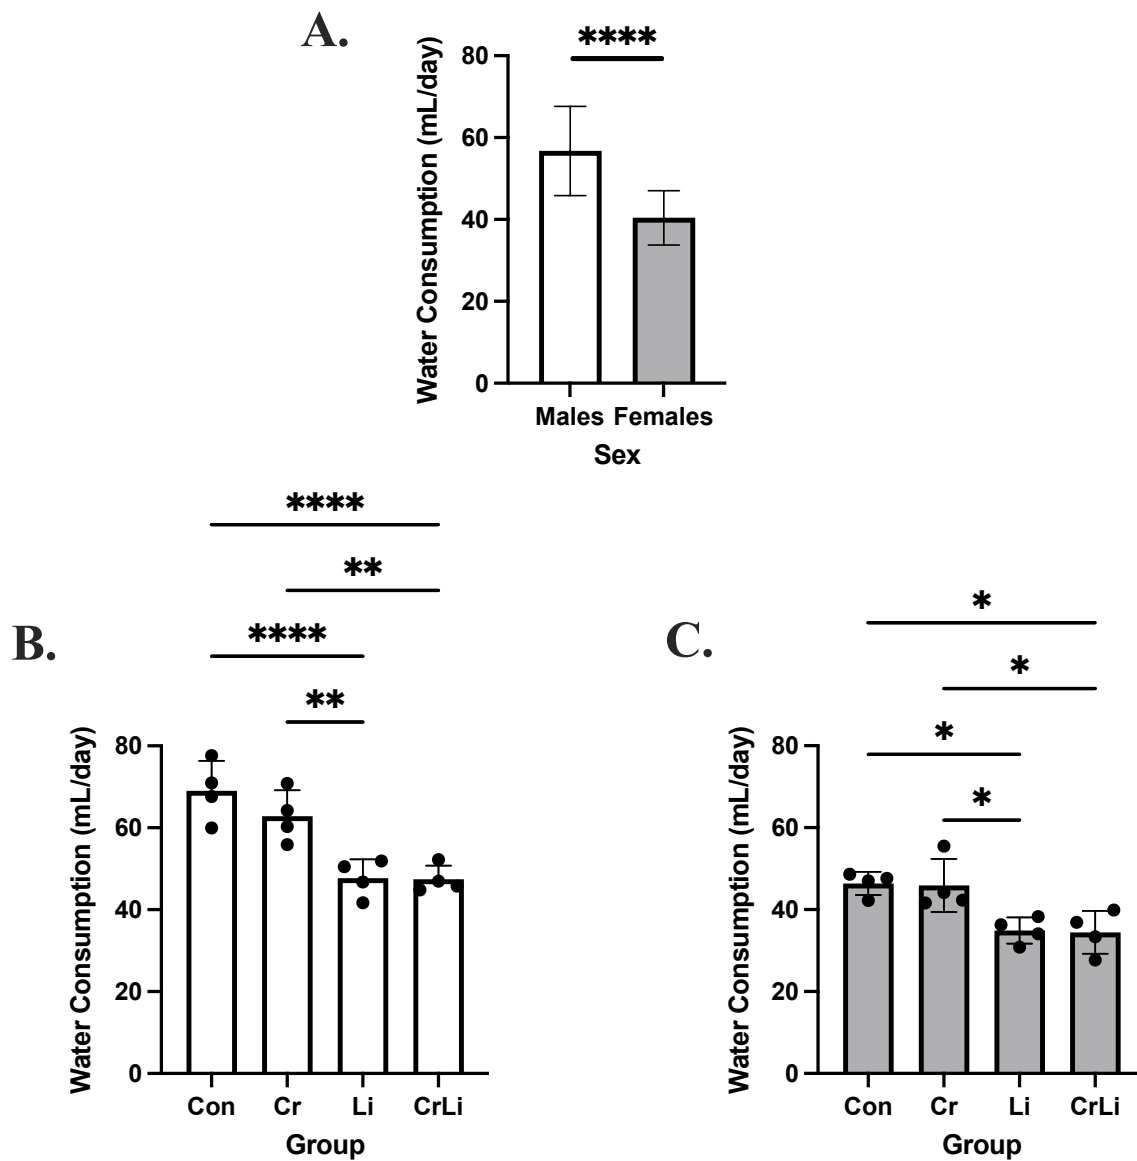 A.
****
Water Consumption (mL/day)
80
60
40
20
0
Males Females
Sex
B.
****
**
****
**
Water Consumption (mL/day)
80
60
40
20
0
Con Cr Li CrLi
Group
C.
*
*
*
*
Water Consumption (mL/day)
80
60
40
20
0
Con Cr Li CrLi
Group